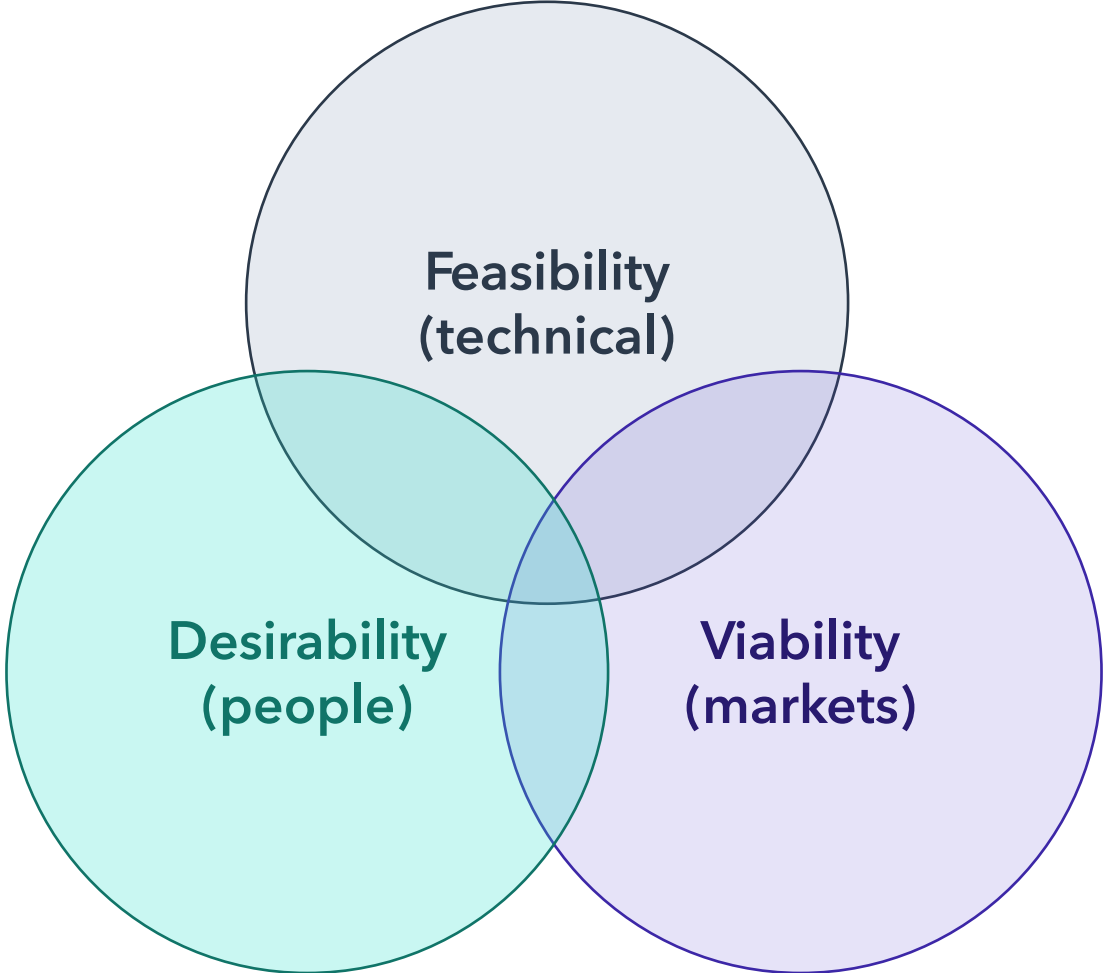 Feasibility
(technical)
Desirability
(people)
Viability
(markets)